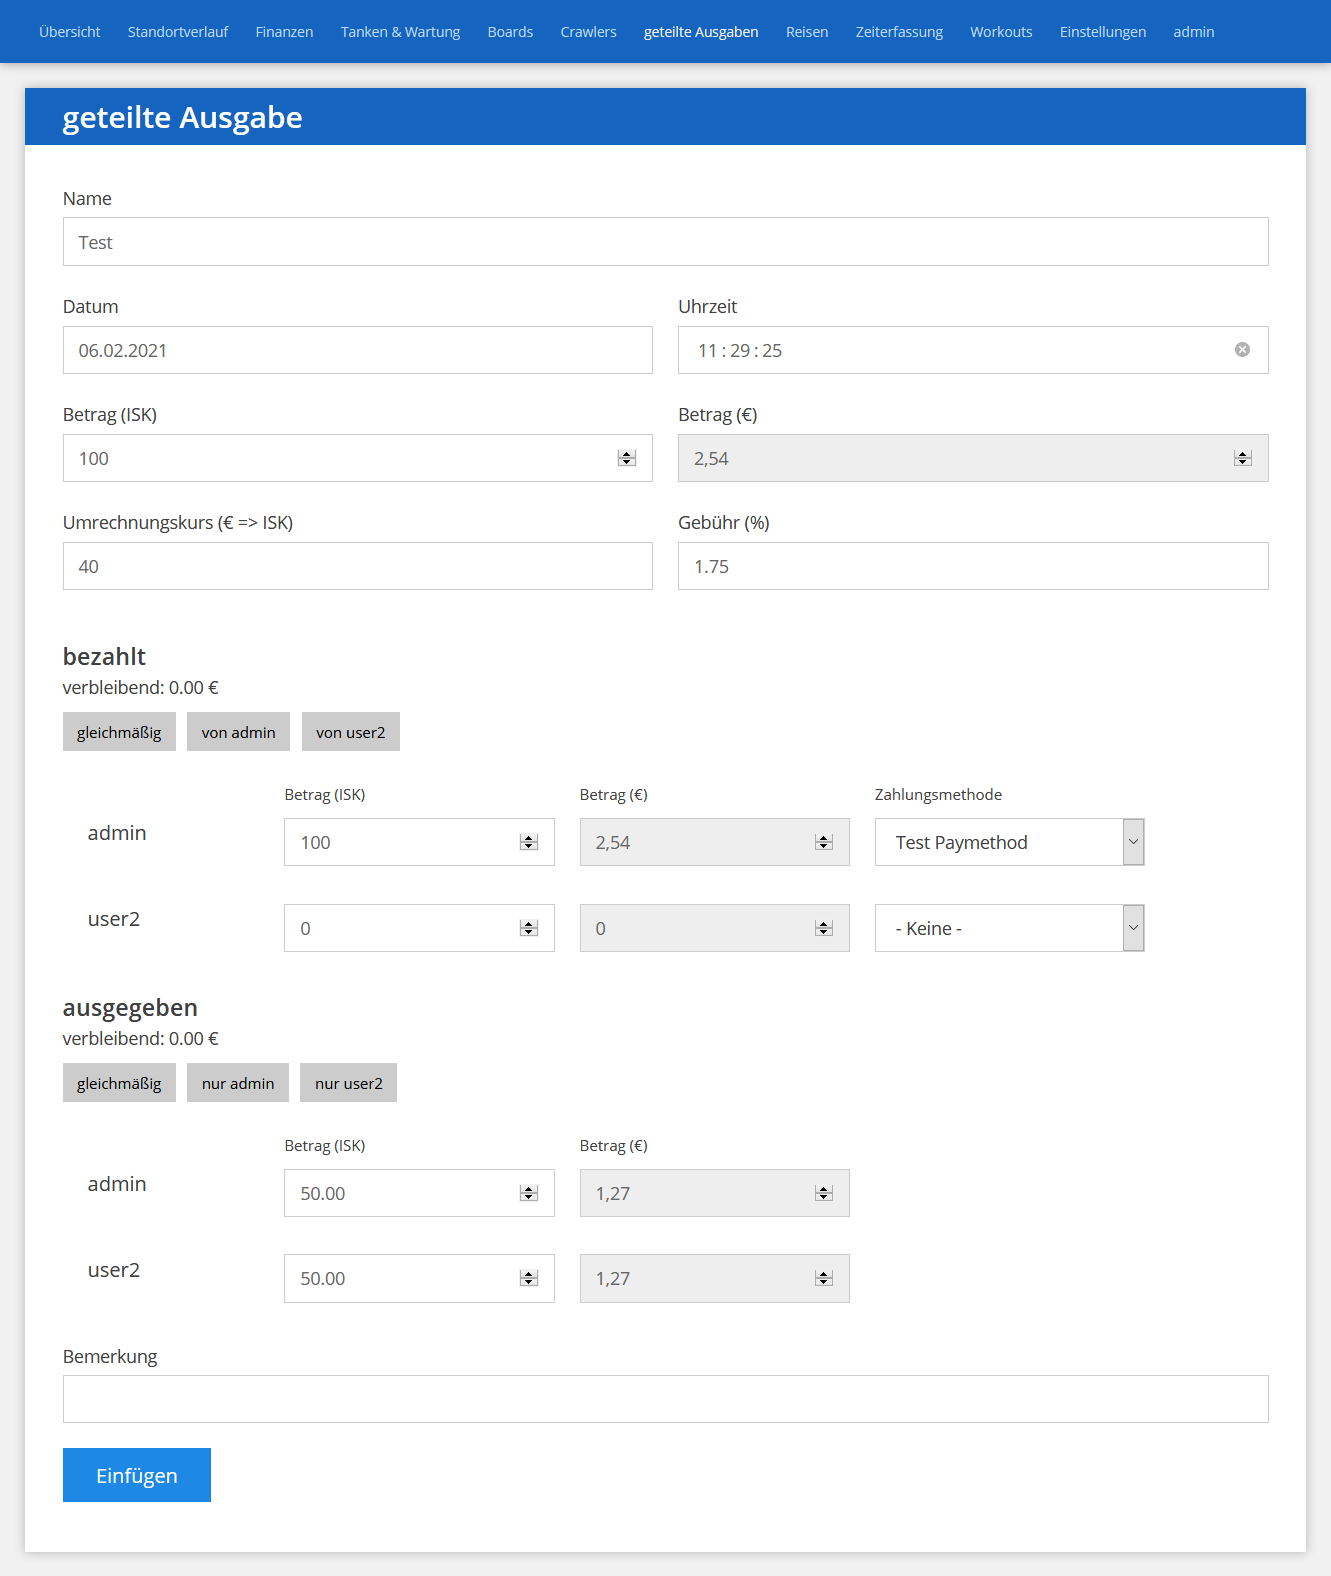 Übersicht Standortverlauf Finanzen Tanken & Wartung Boards Crawlers geteilte Ausgaben Reisen Zeiterfassung Workouts Einstellungen admin
geteilte Ausgabe
Name
Test
Datum Uhrzeit
06.02.2021 11 : 29 : 25
Betrag (ISK) Betrag (€)
100 2,54
Umrechnungskurs (€ => ISK) Gebühr (%)
40 1.75
bezahlt
verbleibend: 0.00 €
gleichmäßig von admin von user2
Betrag (ISK) Betrag (€) Zahlungsmethode
admin 100 2,54 Test Paymethod
user2 0 0 - Keine -
ausgegeben
verbleibend: 0.00 €
gleichmäßig nur admin nur user2
Betrag (ISK) Betrag (€)
admin 50.00 1,27
user2 50.00 1,27
Bemerkung
Einfügen